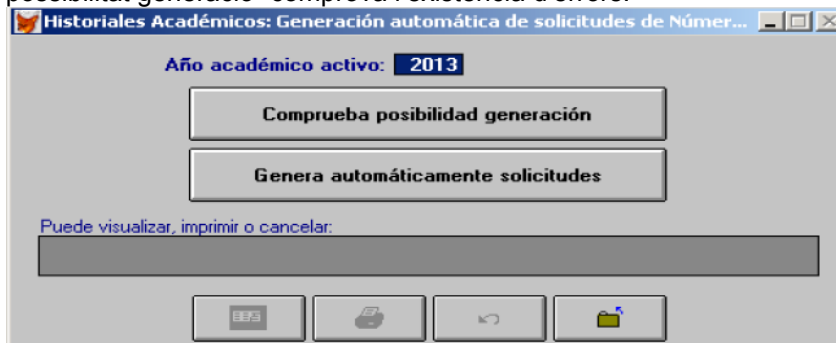 Historiales Académicos: Generación automática de solicitudes de Númer...
Año académico activo: 2013
Comprueba posibilidad generación
Genera automáticamente solicitudes
Puede visualizar, imprimir o cancelar: